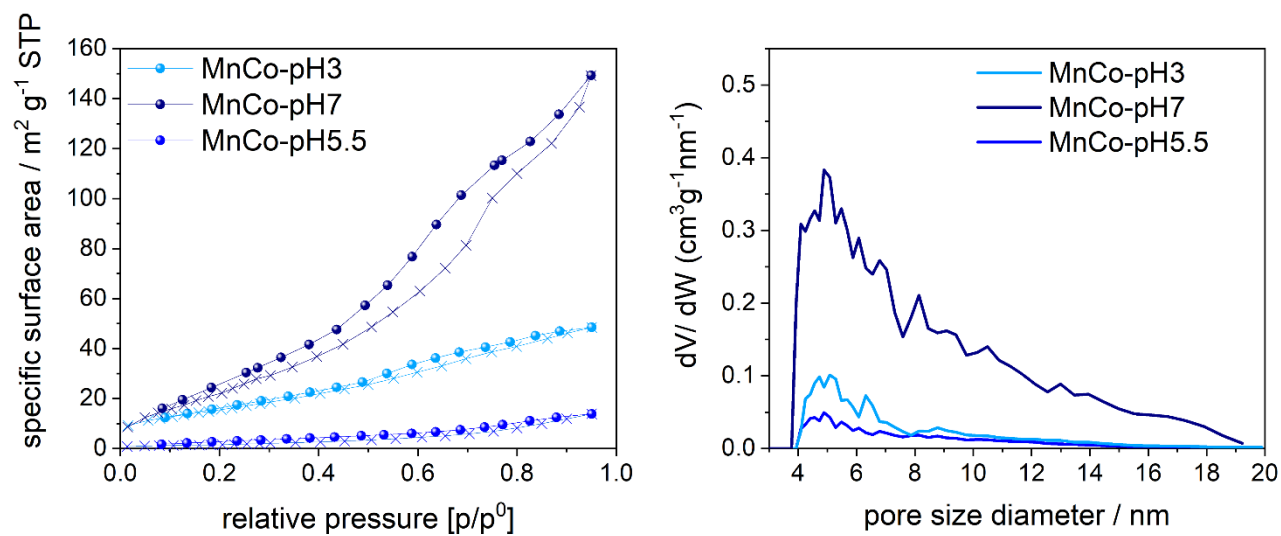 specific surface area / m² g⁻¹ STP
160
140
120
100
80
60
40
20
0
MnCo-pH3
MnCo-pH7
MnCo-pH5.5
0.0 0.2 0.4 0.6 0.8 1.0
relative pressure [p/p⁰]
dV/ dW (cm³g⁻¹nm⁻¹)
0.5
0.4
0.3
0.2
0.1
0.0
MnCo-pH3
MnCo-pH7
MnCo-pH5.5
4 6 8 10 12 14 16 18 20
pore size diameter / nm